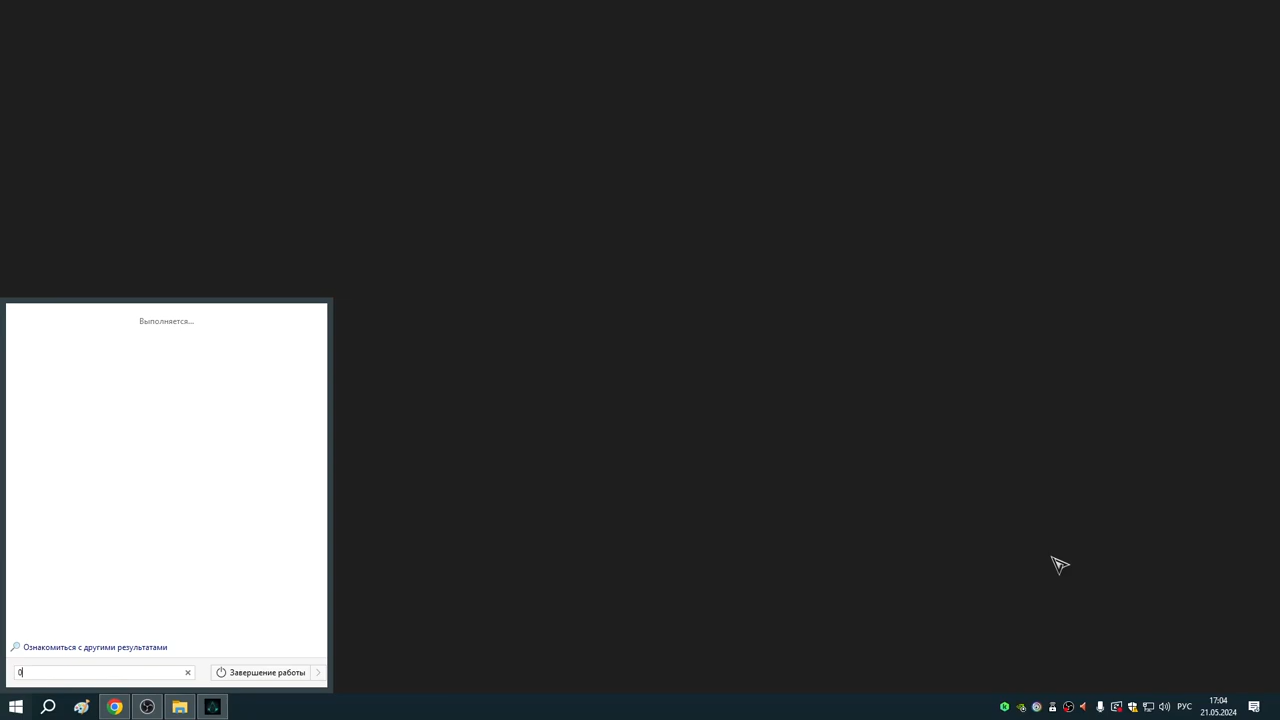 Выполняется...
Ознакомиться с другими результатами
0
Завершение работы
РУС
17:04
21.05.2024